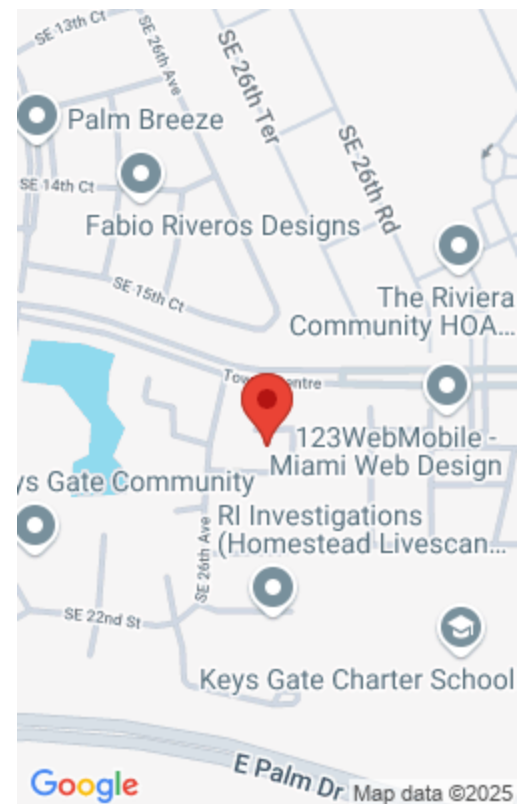 SE 13th Ct
SE 26th Ave
SE 26th Ter
SE 26th Rd
Palm Breeze
SE 14th Ct
Fabio Riveros Designs
SE 15th Ct
The Riviera
Community HOA...
123WebMobile -
Miami Web Design
ys Gate Community
RI Investigations
(Homestead Livescan...
SE 26th Ave
SE 22nd St
Keys Gate Charter School
E Palm Dr
Google
Map data ©2025